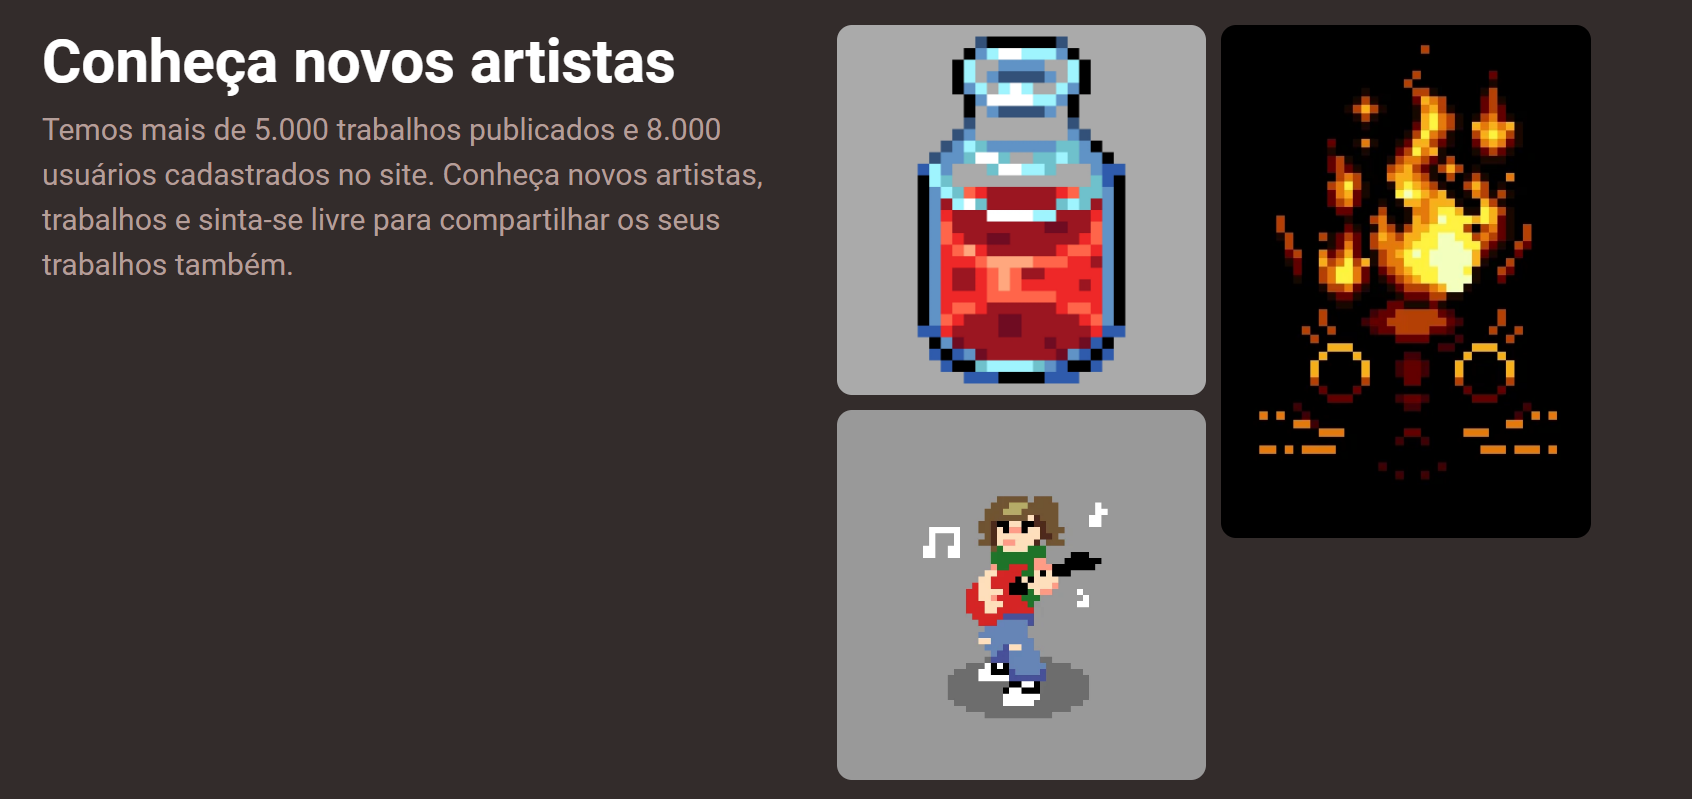 Conheça novos artistas
Temos mais de 5.000 trabalhos publicados e 8.000
usuários cadastrados no site. Conheça novos artistas,
trabalhos e sinta-se livre para compartilhar os seus
trabalhos também.